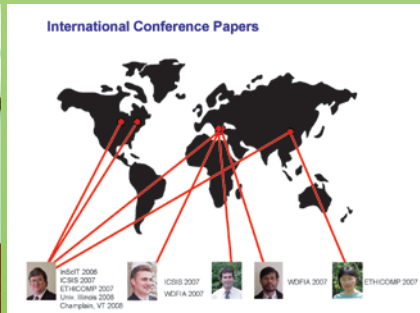 International Conference Papers
InSciT 2006
ICSIS 2007
ETHICOMP 2007
Univ. Illinois 2008
Champlain, VT 2008
ICSIS 2007
WDFIA 2007
WDFIA 2007
ETHICOMP 2007